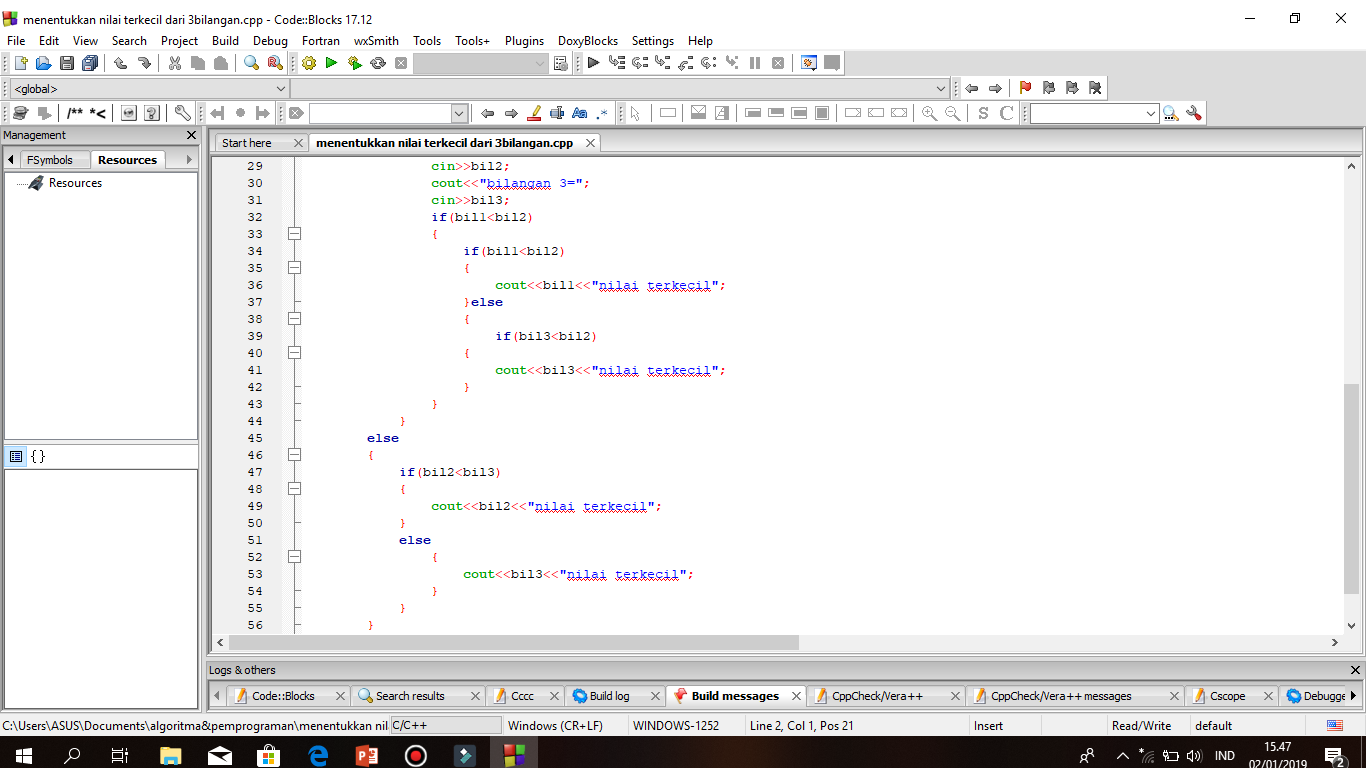 menentukkan nilai terkecil dari 3bilangan.cpp - Code::Blocks 17.12
File Edit View Search Project Build Debug Fortran wxSmith Tools Tools+ Plugins DoxyBlocks Settings Help
<global>
/** *<
Aa .*
S C
Management
FSymbols Resources
Resources
{}
Start here menentukkan nilai terkecil dari 3bilangan.cpp
29 cin>>bil2;
30 cout<<"bilangan 3=";
31 cin>>bil3;
32 if(bil1<bil2)
33 {
34 if(bil1<bil2)
35 {
36 cout<<bil1<<"nilai terkecil";
37 }else
38 {
39 if(bil3<bil2)
40 {
41 cout<<bil3<<"nilai terkecil";
42 }
43 }
44 }
45 else
46 {
47 if(bil2<bil3)
48 {
49 cout<<bil2<<"nilai terkecil";
50 }
51 else
52 {
53 cout<<bil3<<"nilai terkecil";
54 }
55 }
56 }
Logs & others
Code::Blocks Search results Cccc Build log Build messages CppCheck/Vera++ CppCheck/Vera++ messages Cscope Debugge
C:\Users\ASUS\Documents\algoritma&pemprograman\menentukkan nil C/C++ Windows (CR+LF) WINDOWS-1252 Line 2, Col 1, Pos 21 Insert Read/Write default
IND
15.47
02/01/2019
2